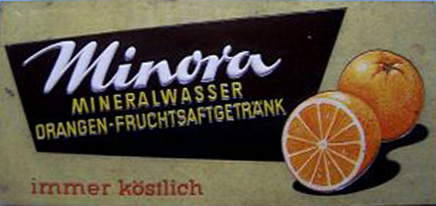 Minora
MINERALWASSER
ORANGEN-FRUCHTSAFTGETRÄNK
immer köstlich